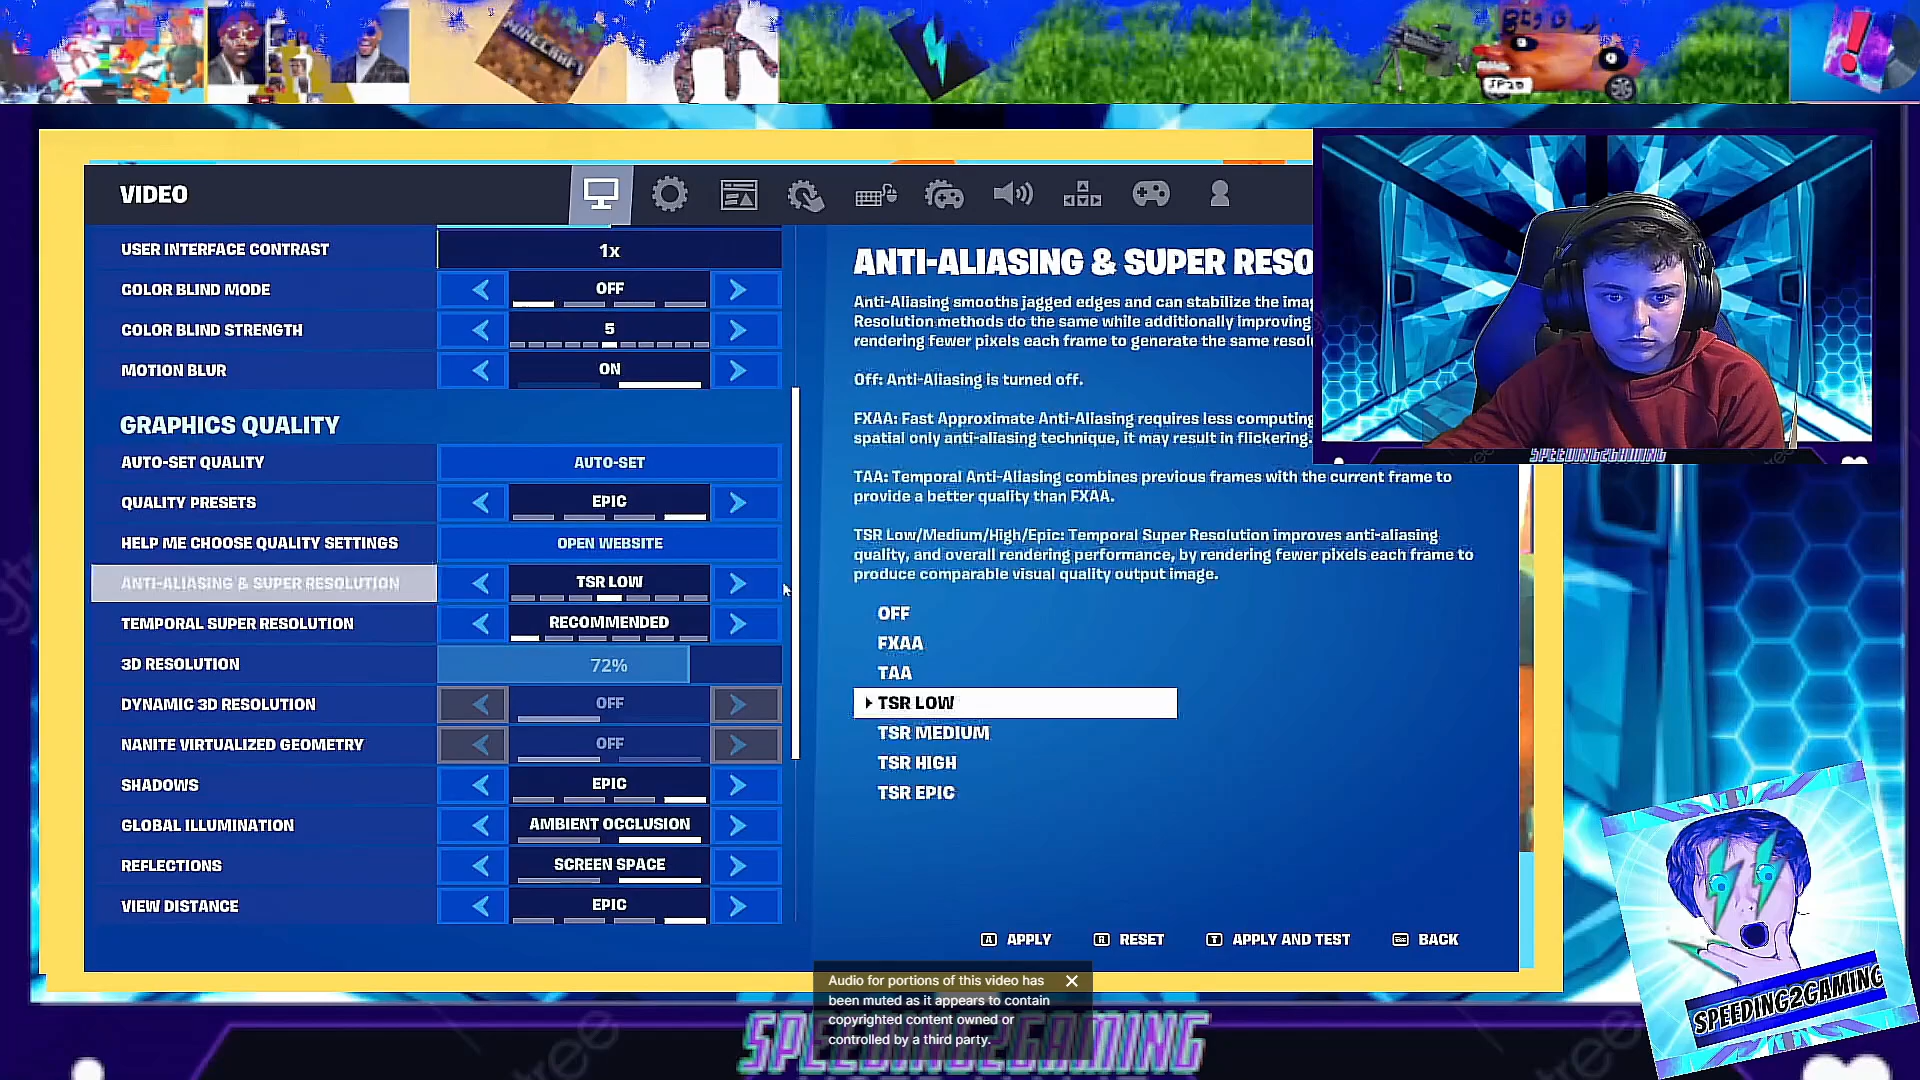 MINECRAFT
VIDEO
USER INTERFACE CONTRAST
1x
COLOR BLIND MODE
OFF
COLOR BLIND STRENGTH
5
MOTION BLUR
ON
GRAPHICS QUALITY
AUTO-SET QUALITY
AUTO-SET
QUALITY PRESETS
EPIC
HELP ME CHOOSE QUALITY SETTINGS
OPEN WEBSITE
ANTI-ALIASING & SUPER RESOLUTION
TSR LOW
TEMPORAL SUPER RESOLUTION
RECOMMENDED
3D RESOLUTION
72%
DYNAMIC 3D RESOLUTION
OFF
NANITE VIRTUALIZED GEOMETRY
OFF
SHADOWS
EPIC
GLOBAL ILLUMINATION
AMBIENT OCCLUSION
REFLECTIONS
SCREEN SPACE
VIEW DISTANCE
EPIC
ANTI-ALIASING & SUPER RESO
Anti-Aliasing smooths jagged edges and can stabilize the imag
Resolution methods do the same while additionally improving
rendering fewer pixels each frame to generate the same resol
Off: Anti-Aliasing is turned off.
FXAA: Fast Approximate Anti-Aliasing requires less computing
spatial only anti-aliasing technique, it may result in flickering.
TAA: Temporal Anti-Aliasing combines previous frames with the current frame to
provide a better quality than FXAA.
TSR Low/Medium/High/Epic: Temporal Super Resolution improves anti-aliasing
quality, and overall rendering performance, by rendering fewer pixels each frame to
produce comparable visual quality output image.
OFF
FXAA
TAA
TSR LOW
TSR MEDIUM
TSR HIGH
TSR EPIC
A APPLY
R RESET
T APPLY AND TEST
BACK
SPEEDING2GAMING
SPEEDING2GAMING
Audio for portions of this video has
been muted as it appears to contain
copyrighted content owned or
controlled by a third party.
SPEEDING2GAMING